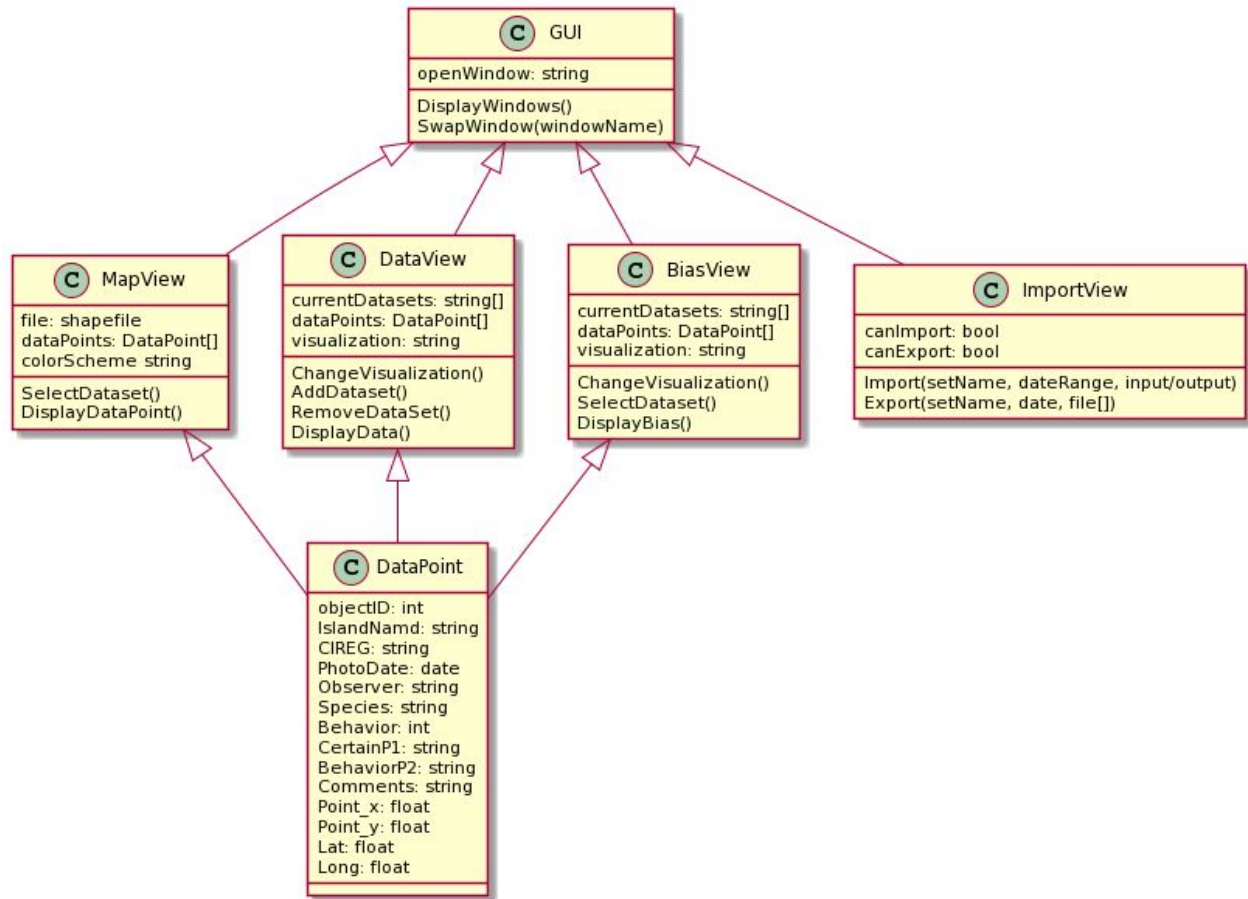 C GUI
openWindow: string
DisplayWindows()
SwapWindow(windowName)
C MapView
file: shapefile
dataPoints: DataPoint[]
colorScheme string
SelectDataset()
DisplayDataPoint()
C DataView
currentDatasets: string[]
dataPoints: DataPoint[]
visualization: string
ChangeVisualization()
AddDataset()
RemoveDataSet()
DisplayData()
C BiasView
currentDatasets: string[]
dataPoints: DataPoint[]
visualization: string
ChangeVisualization()
SelectDataset()
DisplayBias()
C ImportView
canImport: bool
canExport: bool
Import(setName, dateRange, input/output)
Export(setName, date, file[])
C DataPoint
objectID: int
IslandNamd: string
CIREG: string
PhotoDate: date
Observer: string
Species: string
Behavior: int
CertainP1: string
BehaviorP2: string
Comments: string
Point_x: float
Point_y: float
Lat: float
Long: float